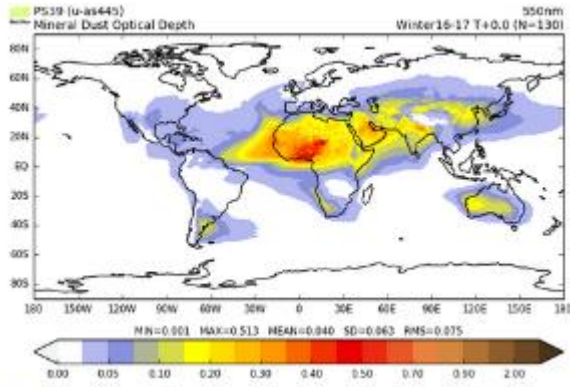 PS39 (u-as445) 550nm
Mineral Dust Optical Depth Winter16-17 T+0.0 (N=130)
80N
60N
40N
20N
EQ
20S
40S
60S
80S
180 150W 120W 90W 60W 30W 0 30E 60E 90E 120E 150E 180
MIN=0.001 MAX=0.513 MEAN=0.040 SD=0.063 RMS=0.075
0.00 0.05 0.10 0.20 0.30 0.40 0.50 0.70 0.90 2.00